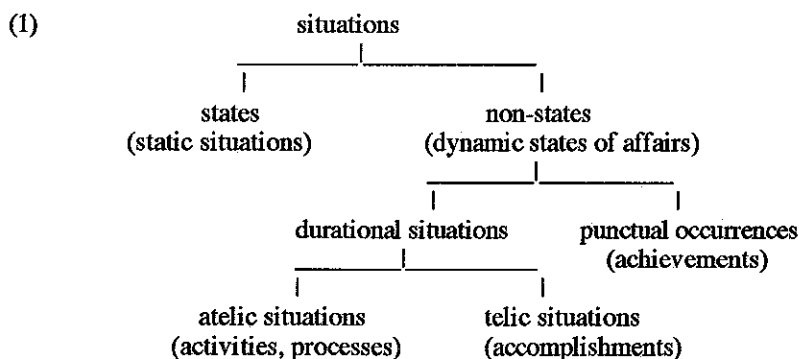 (1) situations
states non-states
(static situations) (dynamic states of affairs)
durational situations punctual occurrences
(achievements)
atelic situations telic situations
(activities, processes) (accomplishments)